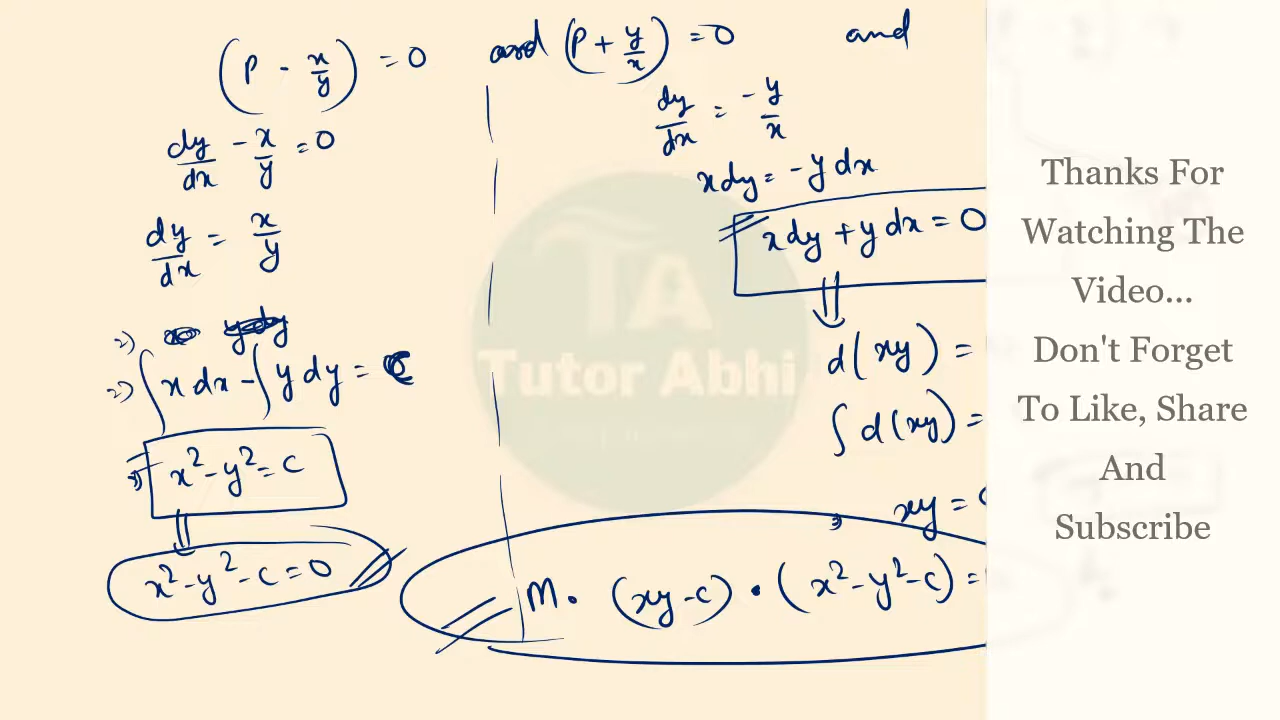 (P - x/y) = 0 and (P + y/x) = 0 and
dy/dx - x/y = 0
dy/dx = x/y
∫ x dx - ∫ y dy = C
x² - y² = C
x² - y² - C = 0
dy/dx = -y/x
x dy = - y dx
x dy + y dx = 0
d(xy) =
∫ d(xy) =
xy =
M. (xy - C) . (x² - y² - C) =
TA
Tutor Abhi
Thanks For
Watching The
Video...
Don't Forget
To Like, Share
And
Subscribe